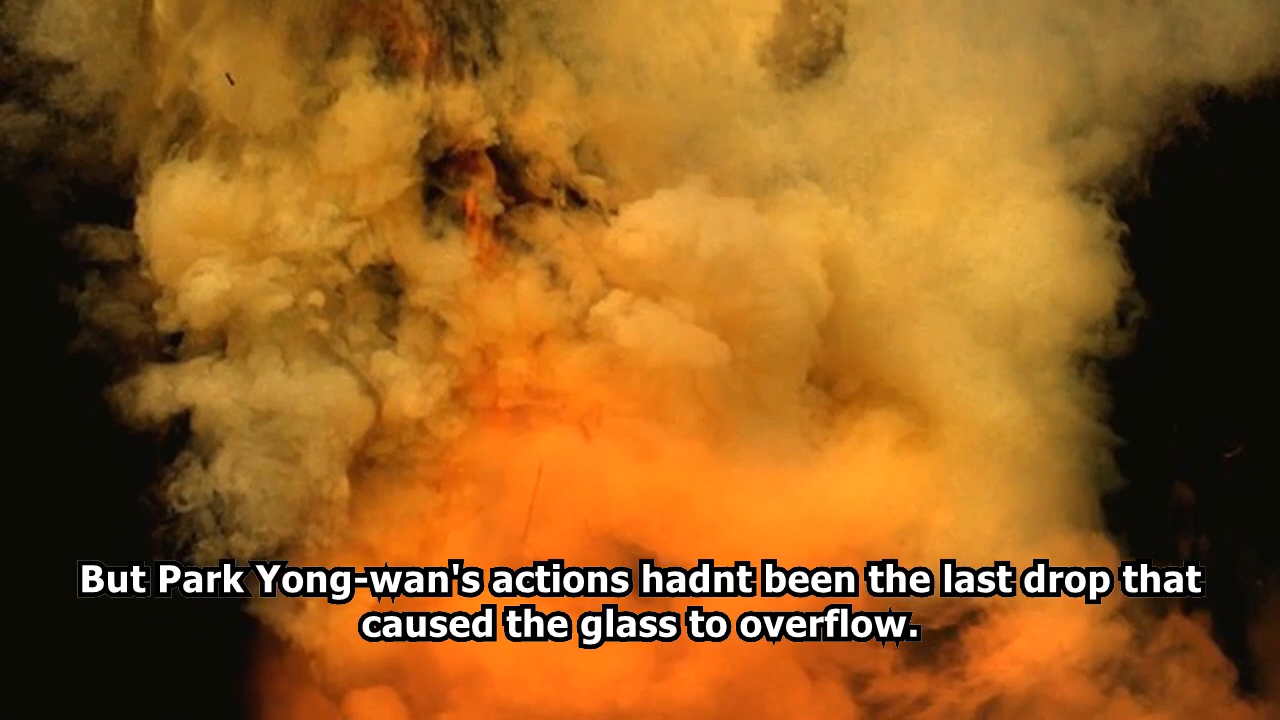 But Park Yong-wan's actions hadnt been the last drop that
caused the glass to overflow.